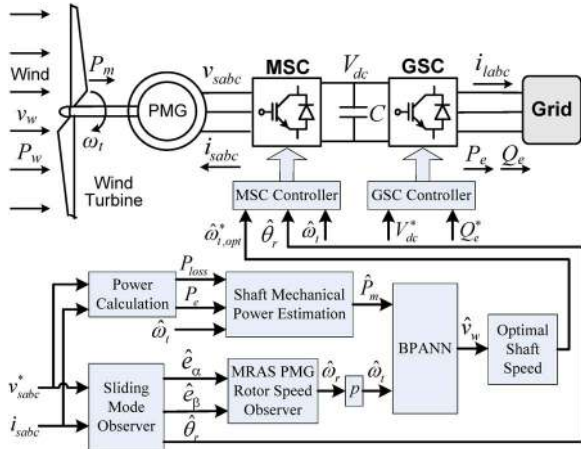 MSC
GSC
Wind
P_m
v_sabc
V_dc
i_labc
PMG
C
Grid
v_w
P_w
ω_t
i_sabc
P_e
Q_e
Wind
Turbine
MSC Controller
GSC Controller
ω̂*_t,opt
θ̂_r
ω̂_t
V*_dc
Q*_e
Power
Calculation
P_loss
P_e
ω̂_t
Shaft Mechanical
Power Estimation
P̂_m
BPANN
v̂_w
Optimal
Shaft
Speed
v*_sabc
i_sabc
Sliding
Mode
Observer
ê_α
ê_β
θ̂_r
MRAS PMG
Rotor Speed
Observer
ω̂_r
p
ω̂_t